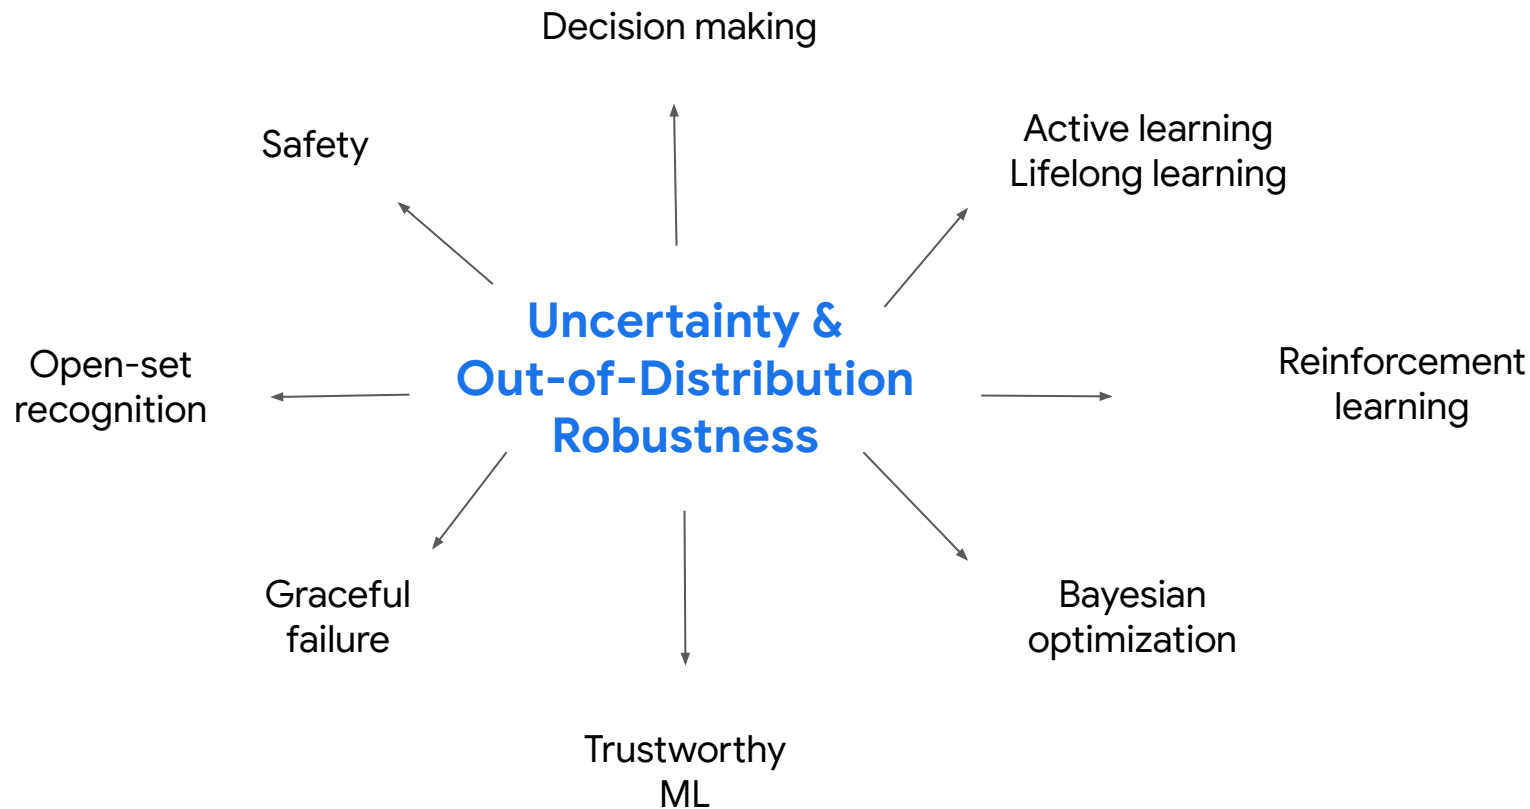 Decision making
Safety
Active learning
Lifelong learning
Uncertainty &
Out-of-Distribution
Robustness
Open-set
recognition
Reinforcement
learning
Graceful
failure
Bayesian
optimization
Trustworthy
ML